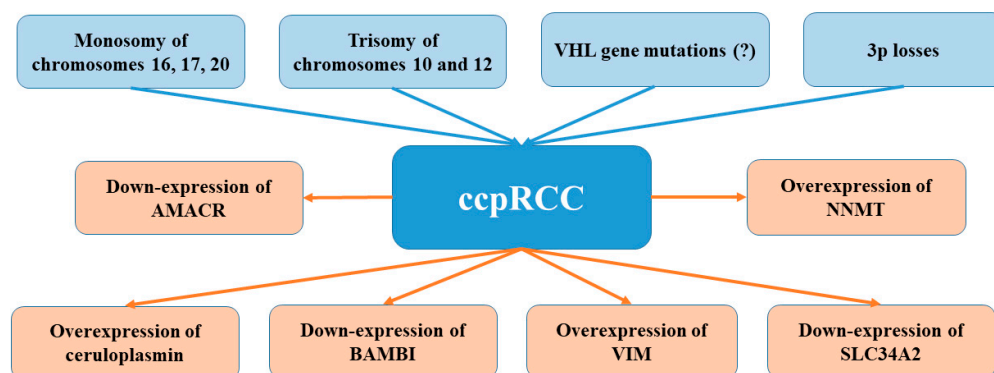 Monosomy of
chromosomes 16, 17, 20
Trisomy of
chromosomes 10 and 12
VHL gene mutations (?)
3p losses
Down-expression of
AMACR
ccpRCC
Overexpression of
NNMT
Overexpression of
ceruloplasmin
Down-expression of
BAMBI
Overexpression of
VIM
Down-expression of
SLC34A2